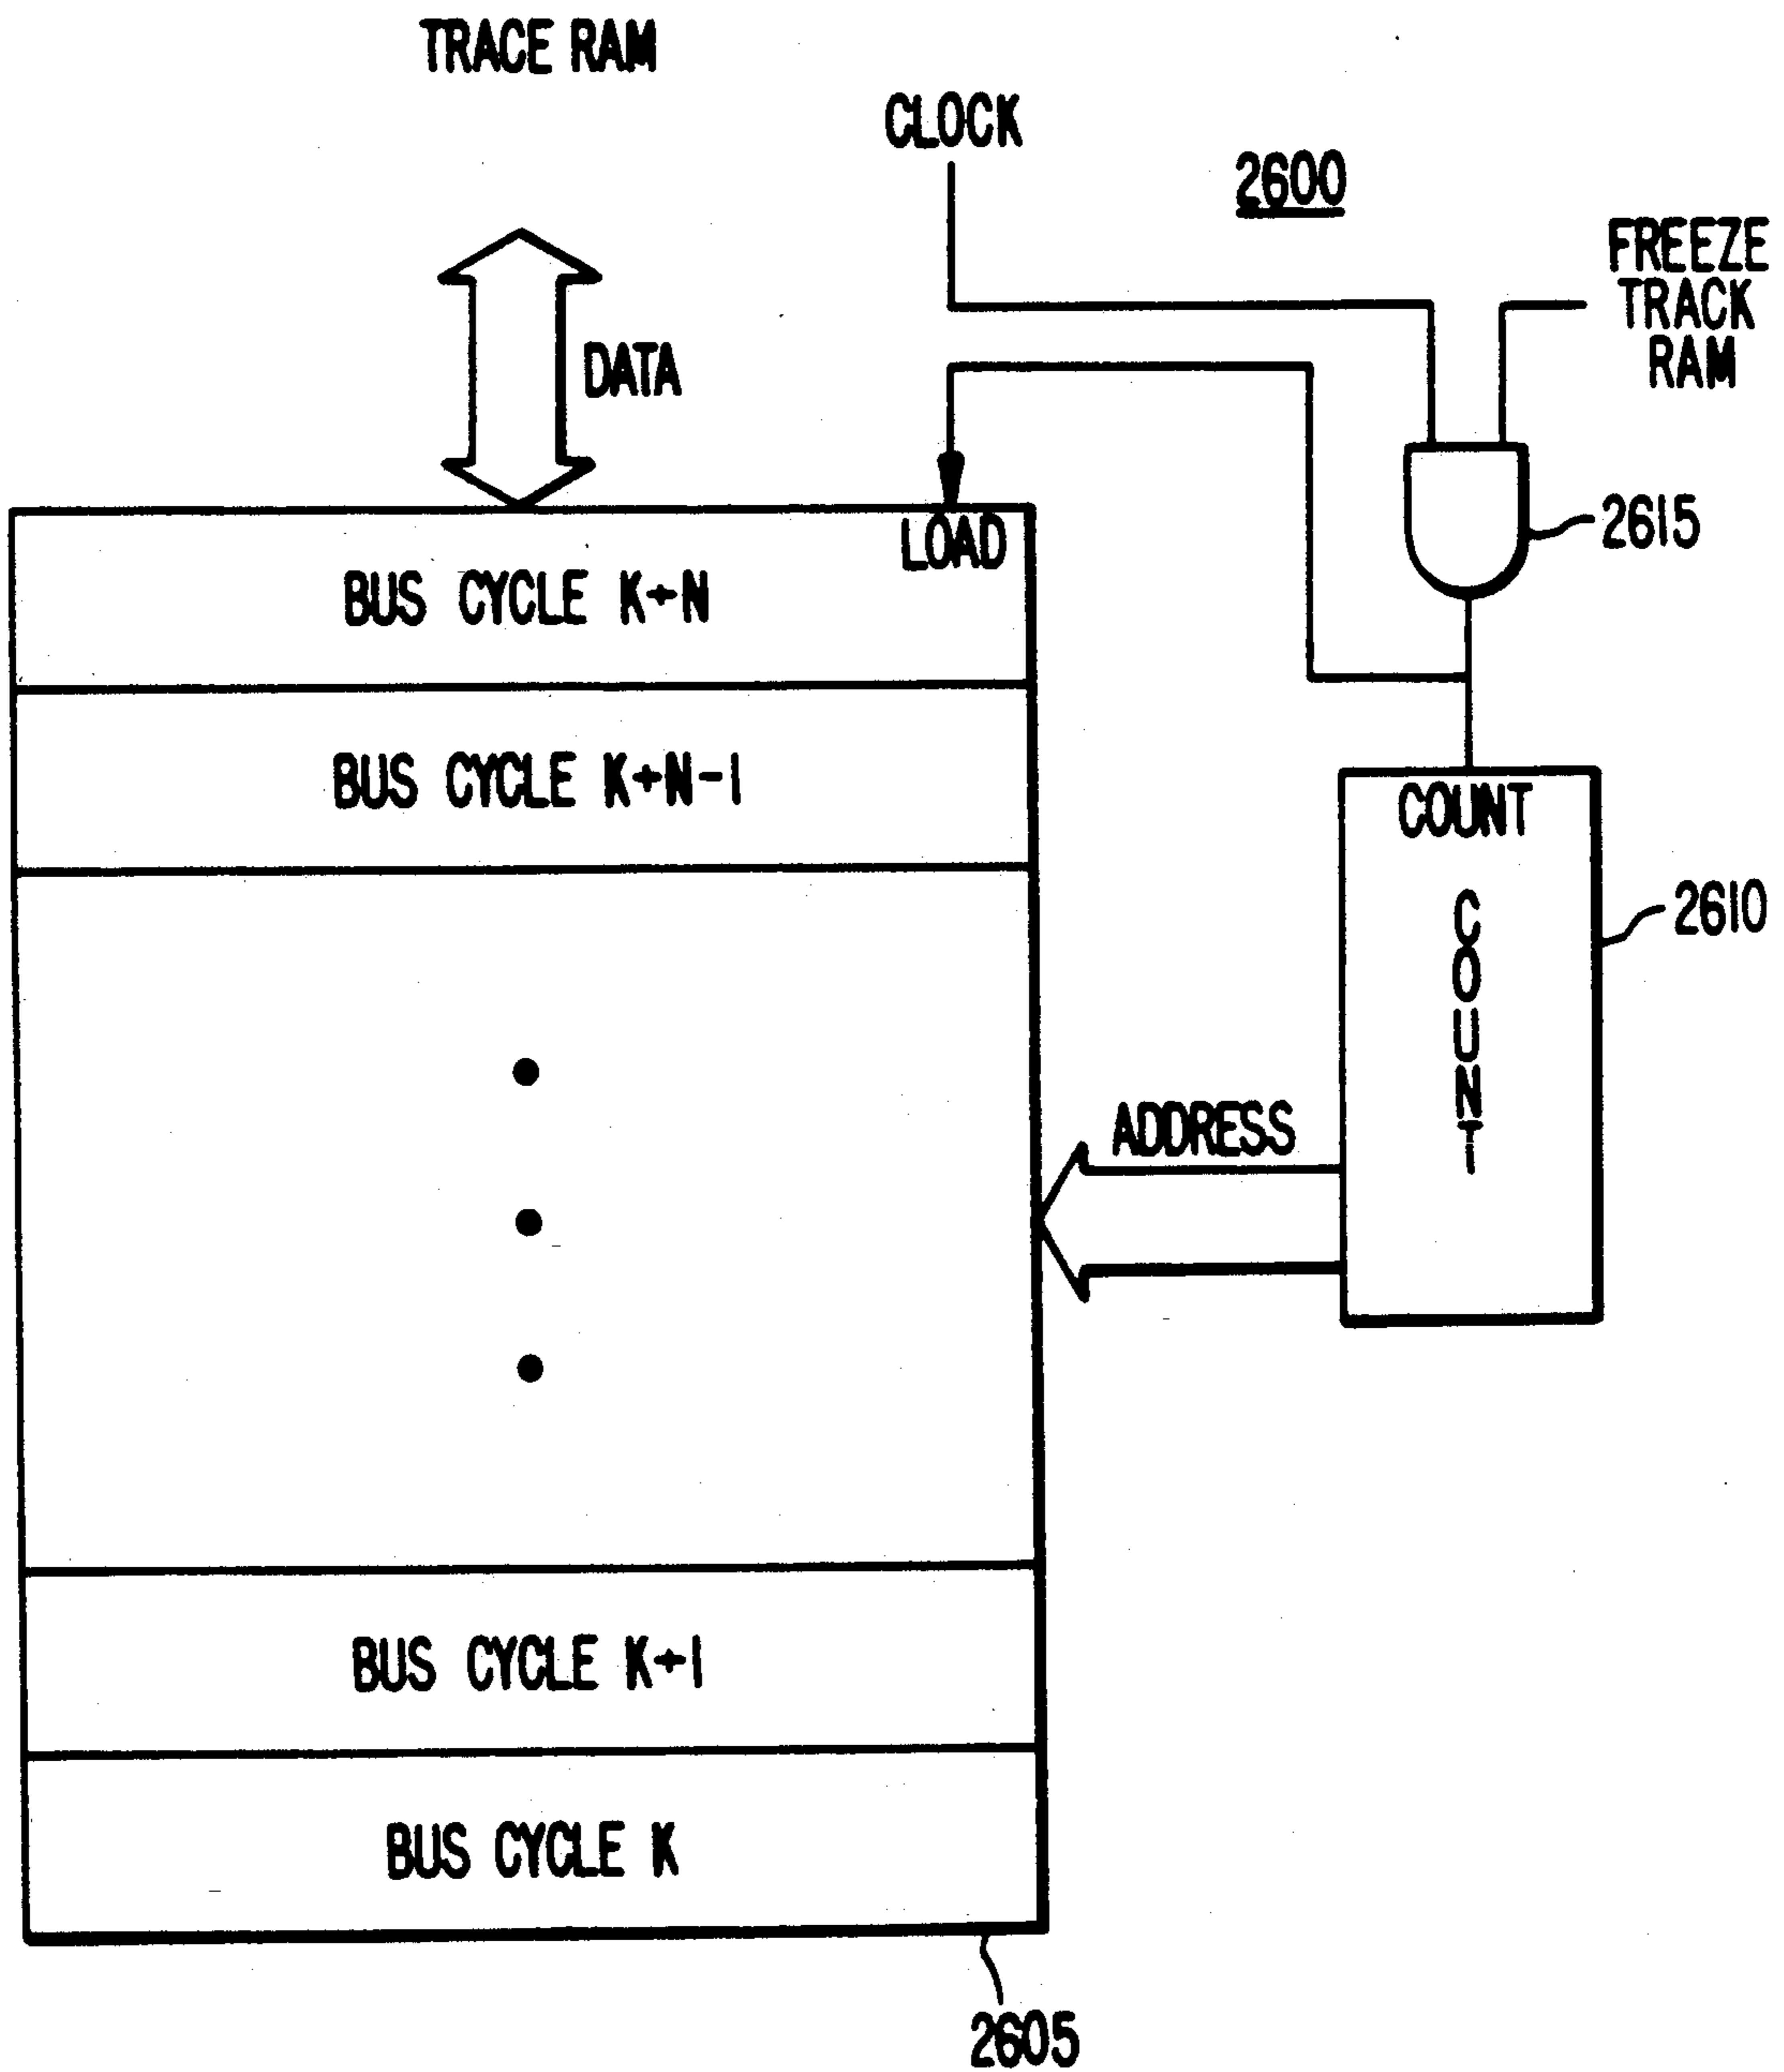 TRACE RAM
CLOCK
2600
FREEZE
TRACK
RAM
DATA
LOAD
2615
BUS CYCLE K+N
BUS CYCLE K+N-1
COUNT
COUNT
2610
ADDRESS
BUS CYCLE K+1
BUS CYCLE K
2605